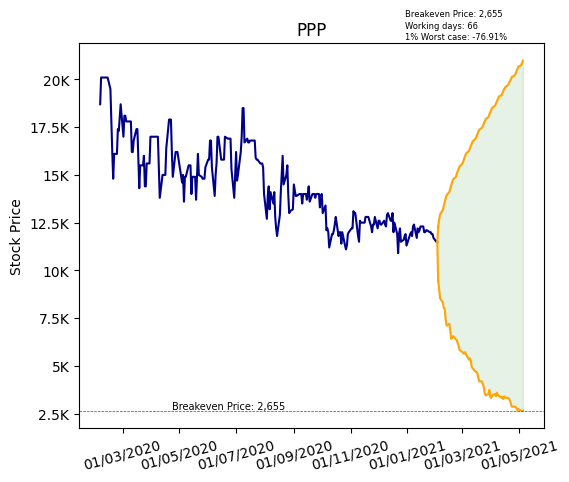 Breakeven Price: 2,655
Working days: 66
1% Worst case: -76.91%
PPP
Stock Price
20K
17.5K
15K
12.5K
10K
7.5K
5K
2.5K
Breakeven Price: 2,655
01/03/2020
01/05/2020
01/07/2020
01/09/2020
01/11/2020
01/01/2021
01/03/2021
01/05/2021